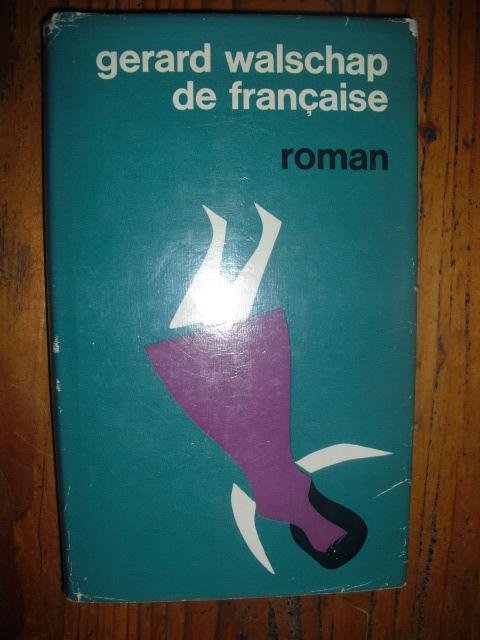 gerard walschap
de française
roman